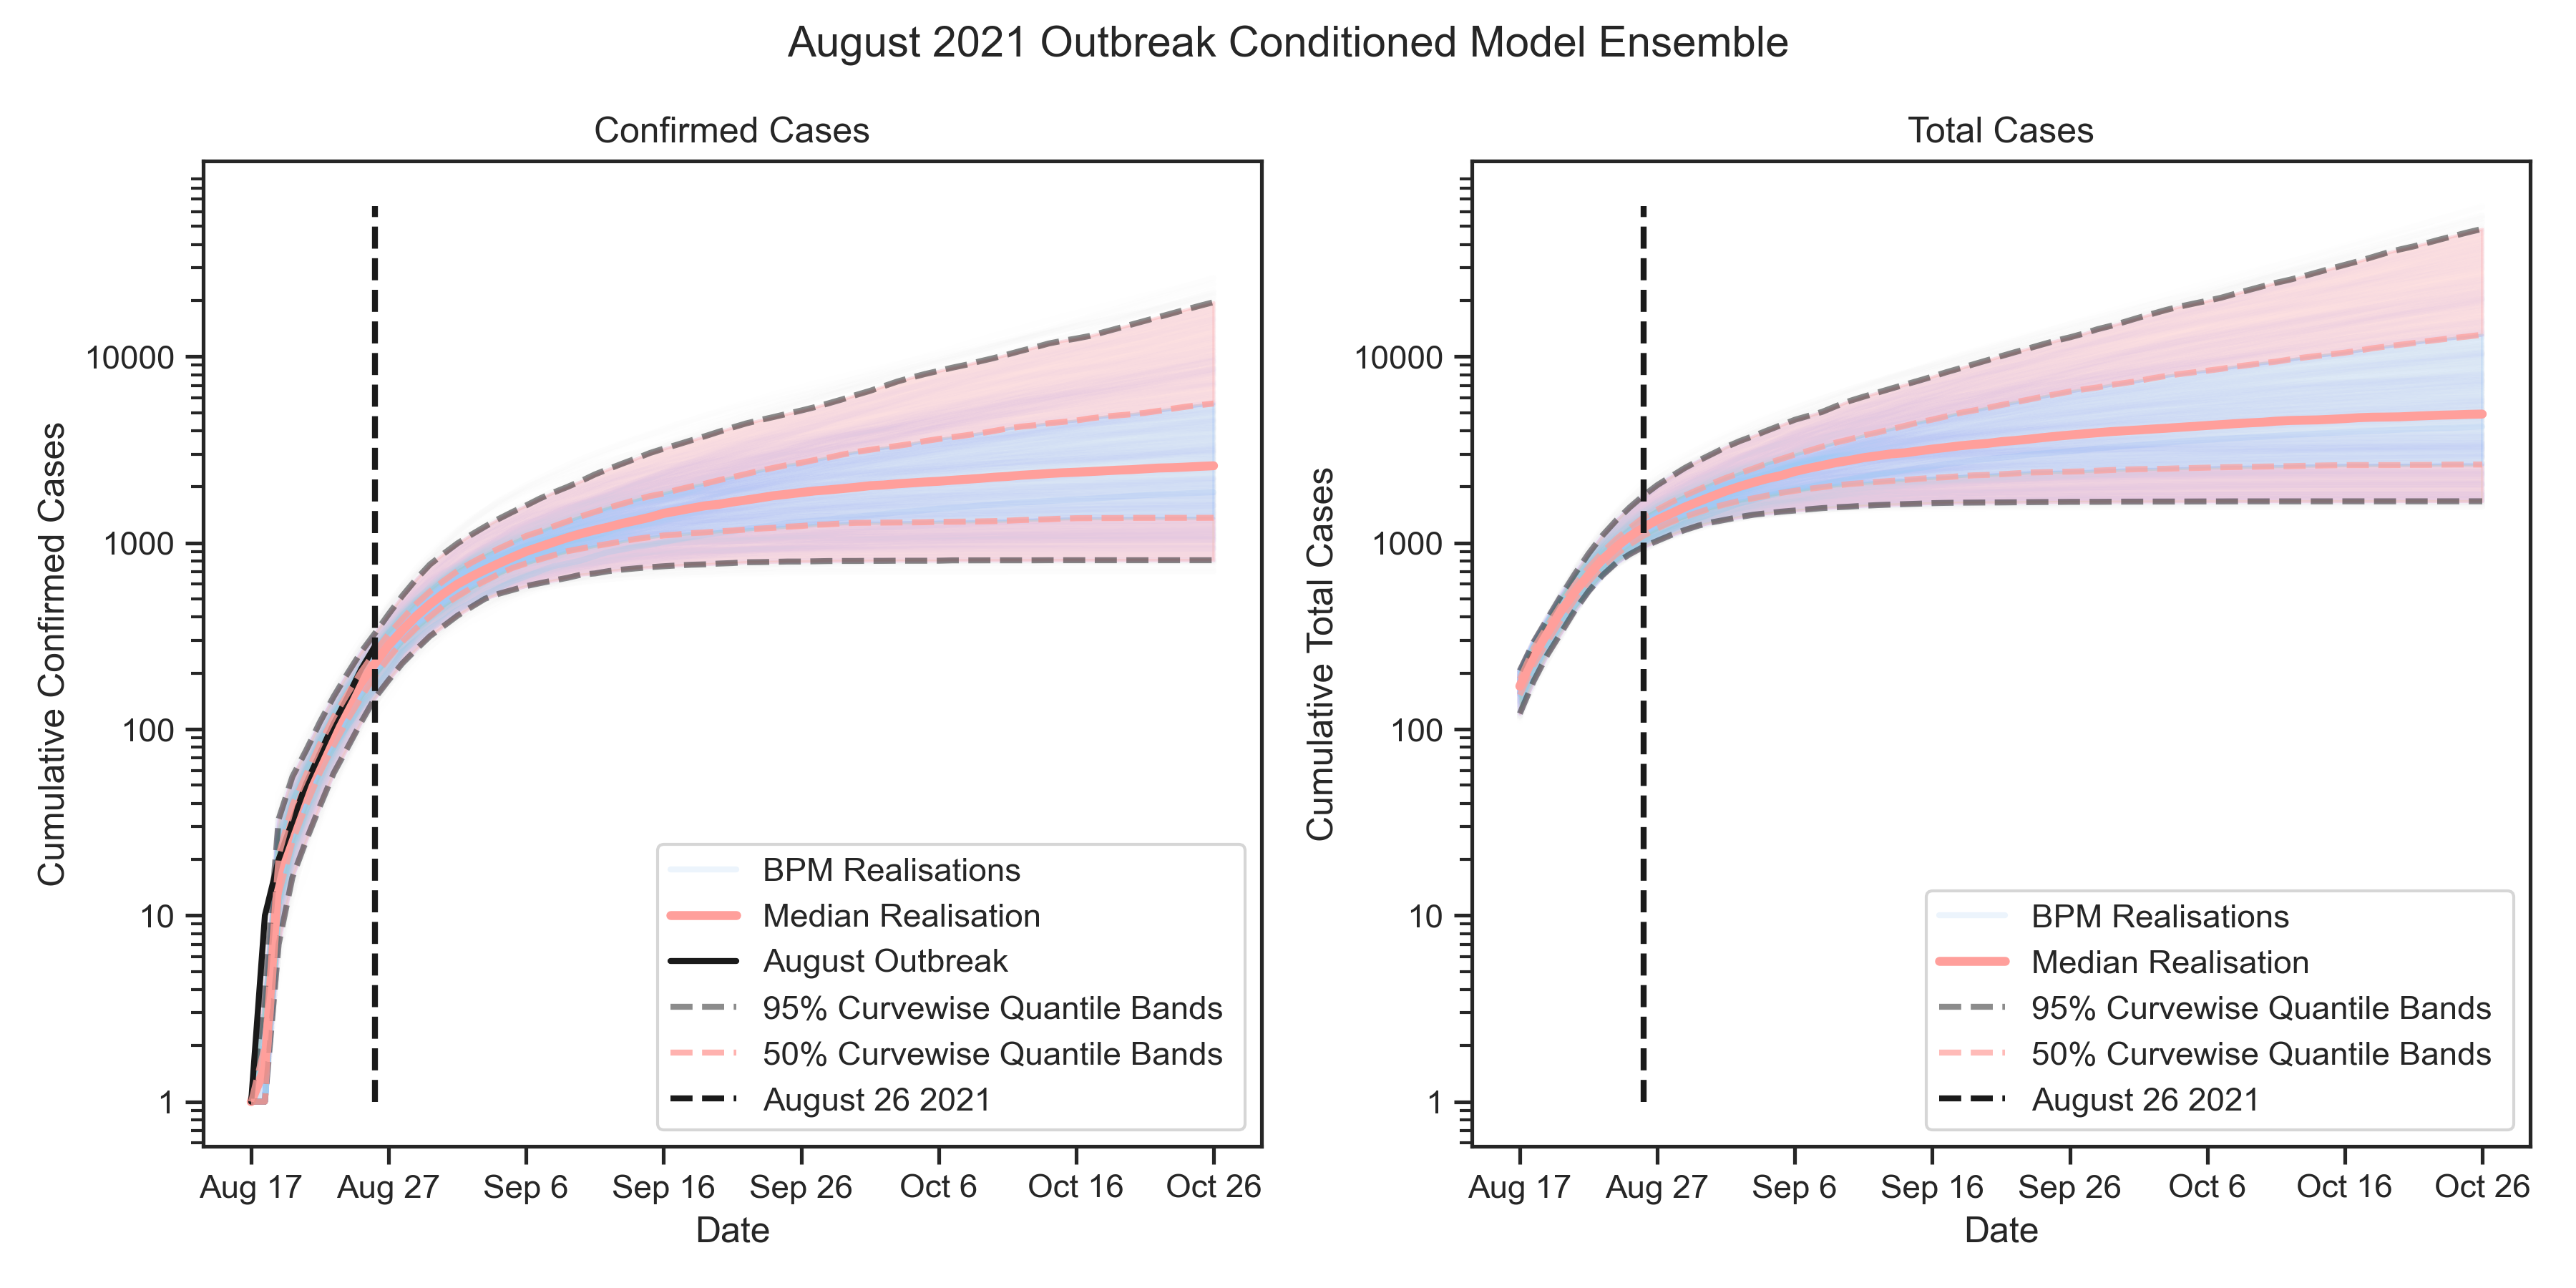 August 2021 Outbreak Conditioned Model Ensemble
Confirmed Cases
Cumulative Confirmed Cases
10000
1000
100
10
1
Aug 17 Aug 27 Sep 6 Sep 16 Sep 26 Oct 6 Oct 16 Oct 26
Date
BPM Realisations
Median Realisation
August Outbreak
95% Curvewise Quantile Bands
50% Curvewise Quantile Bands
August 26 2021
Total Cases
Cumulative Total Cases
10000
1000
100
10
1
Aug 17 Aug 27 Sep 6 Sep 16 Sep 26 Oct 6 Oct 16 Oct 26
Date
BPM Realisations
Median Realisation
95% Curvewise Quantile Bands
50% Curvewise Quantile Bands
August 26 2021